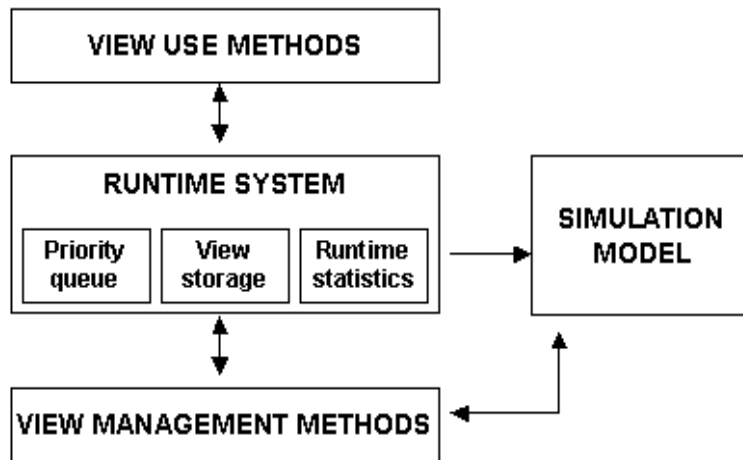 VIEW USE METHODS
RUNTIME SYSTEM
Priority
queue
View
storage
Runtime
statistics
SIMULATION
MODEL
VIEW MANAGEMENT METHODS